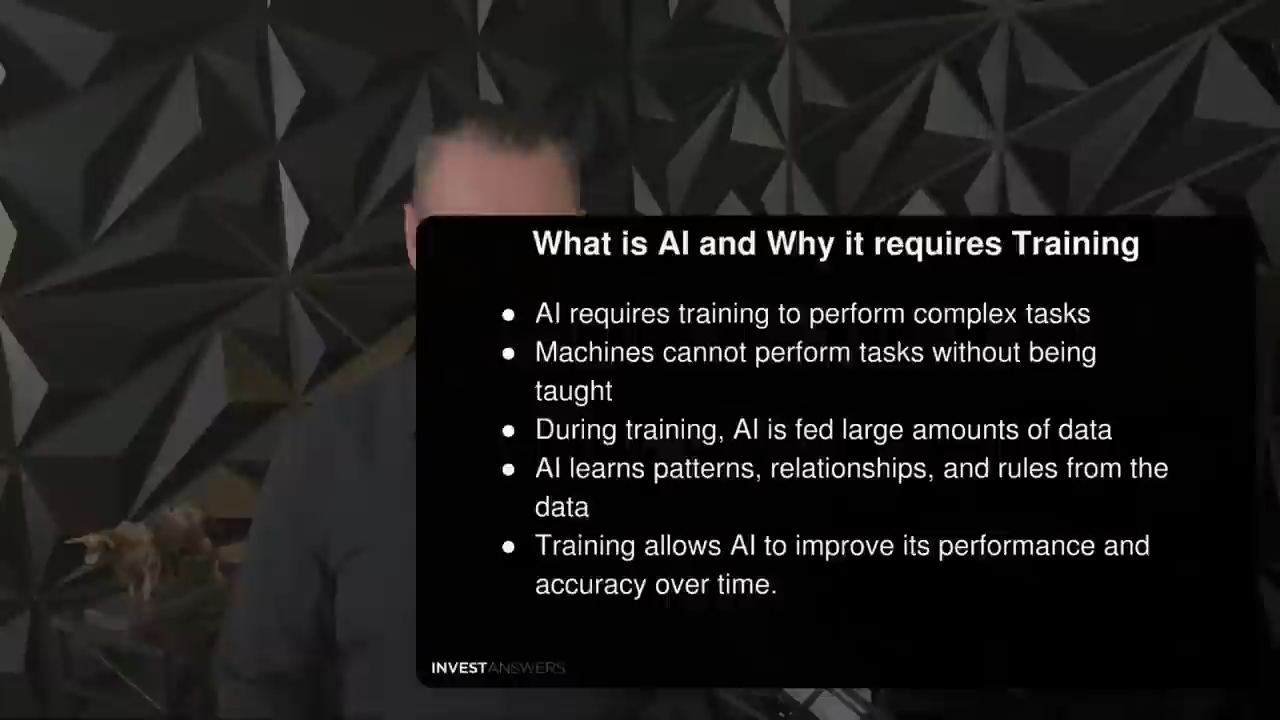 What is AI and Why it requires Training
● AI requires training to perform complex tasks
● Machines cannot perform tasks without being
taught
● During training, AI is fed large amounts of data
● AI learns patterns, relationships, and rules from the
data
● Training allows AI to improve its performance and
accuracy over time.
INVESTANSWERS